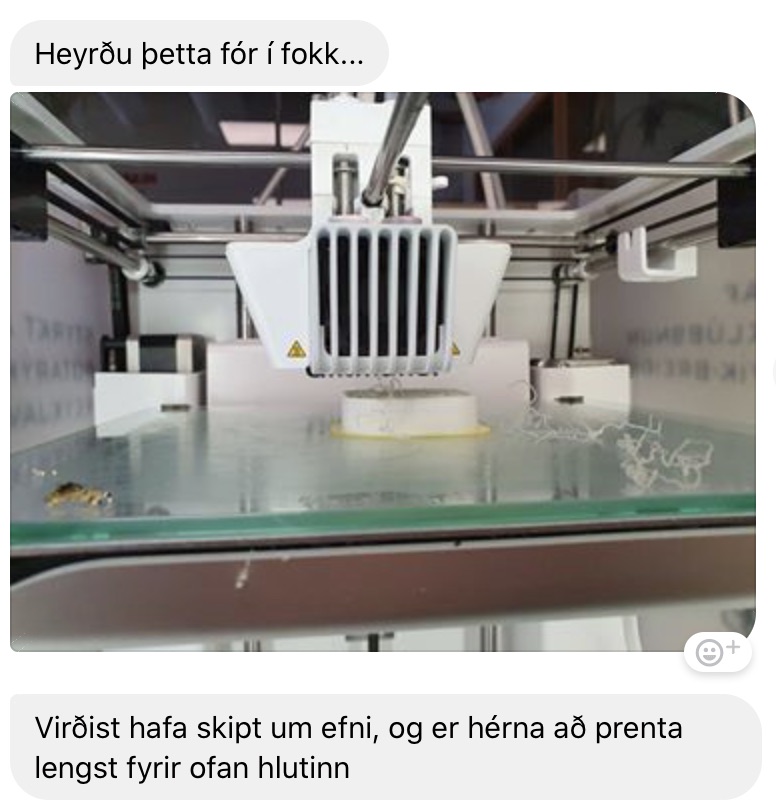 Heyrðu þetta fór í fokk...
Virðist hafa skipt um efni, og er hérna að prenta
lengst fyrir ofan hlutinn